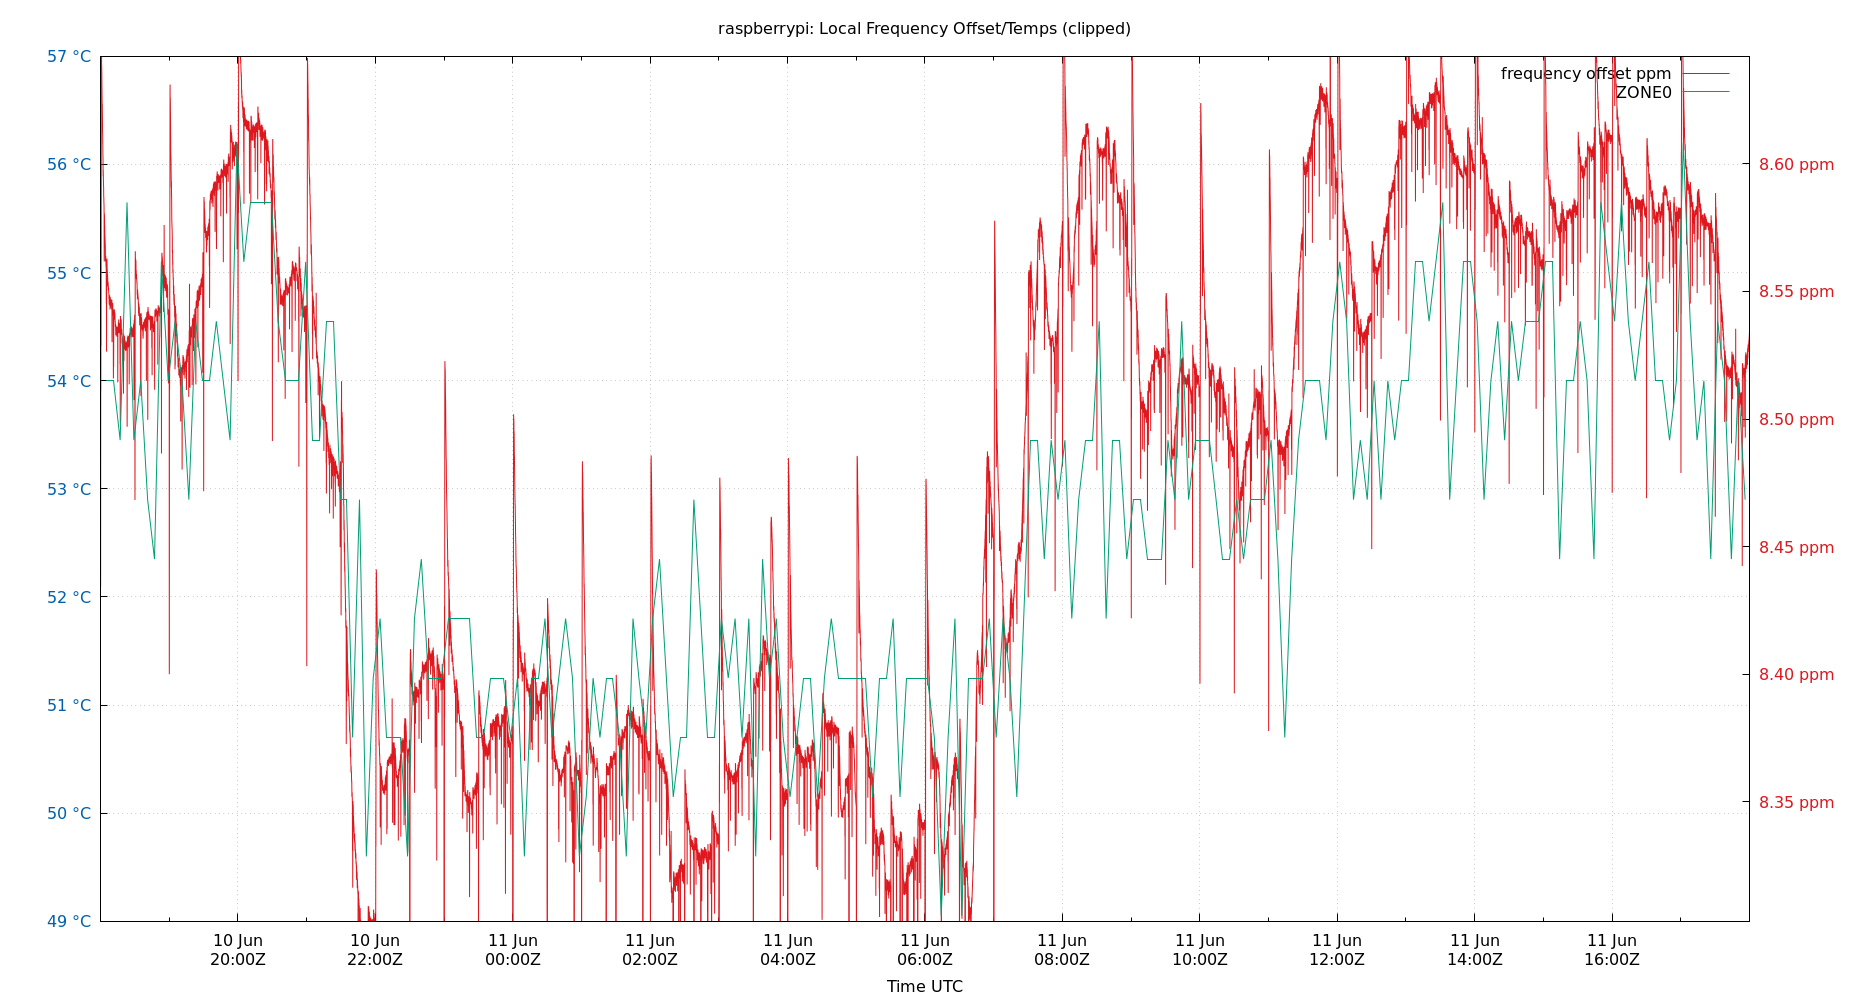 raspberrypi: Local Frequency Offset/Temps (clipped)
57 °C
56 °C
55 °C
54 °C
53 °C
52 °C
51 °C
50 °C
49 °C
frequency offset ppm
ZONE0
8.60 ppm
8.55 ppm
8.50 ppm
8.45 ppm
8.40 ppm
8.35 ppm
10 Jun
20:00Z
10 Jun
22:00Z
11 Jun
00:00Z
11 Jun
02:00Z
11 Jun
04:00Z
11 Jun
06:00Z
11 Jun
08:00Z
11 Jun
10:00Z
11 Jun
12:00Z
11 Jun
14:00Z
11 Jun
16:00Z
Time UTC